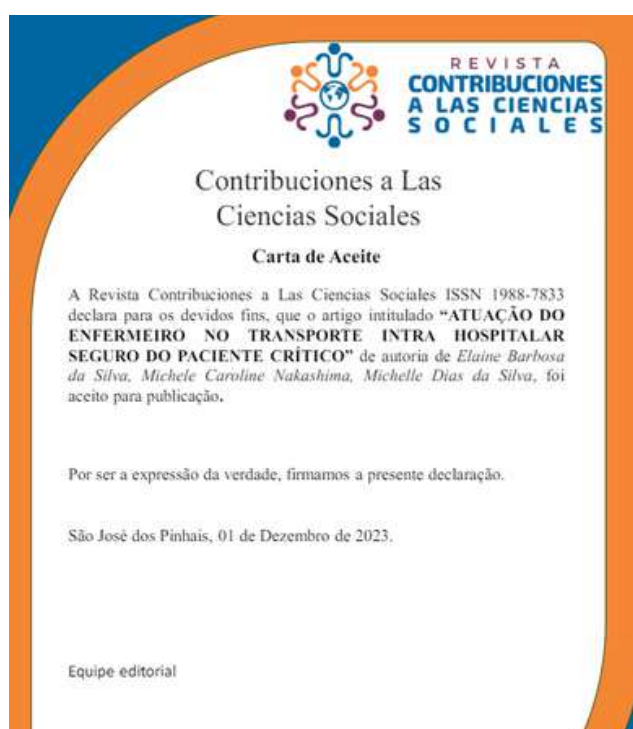 REVISTA
CONTRIBUCIONES
A LAS CIENCIAS
SOCIALES
Contribuciones a Las
Ciencias Sociales
Carta de Aceite
A Revista Contribuciones a Las Ciencias Sociales ISSN 1988-7833
declara para os devidos fins, que o artigo intitulado “ATUAÇÃO DO
ENFERMEIRO NO TRANSPORTE INTRA HOSPITALAR
SEGURO DO PACIENTE CRÍTICO” de autoria de Elaine Barbosa
da Silva, Michele Caroline Nakashima, Michelle Dias da Silva, foi
aceito para publicação.
Por ser a expressão da verdade, firmamos a presente declaração.
São José dos Pinhais, 01 de Dezembro de 2023.
Equipe editorial